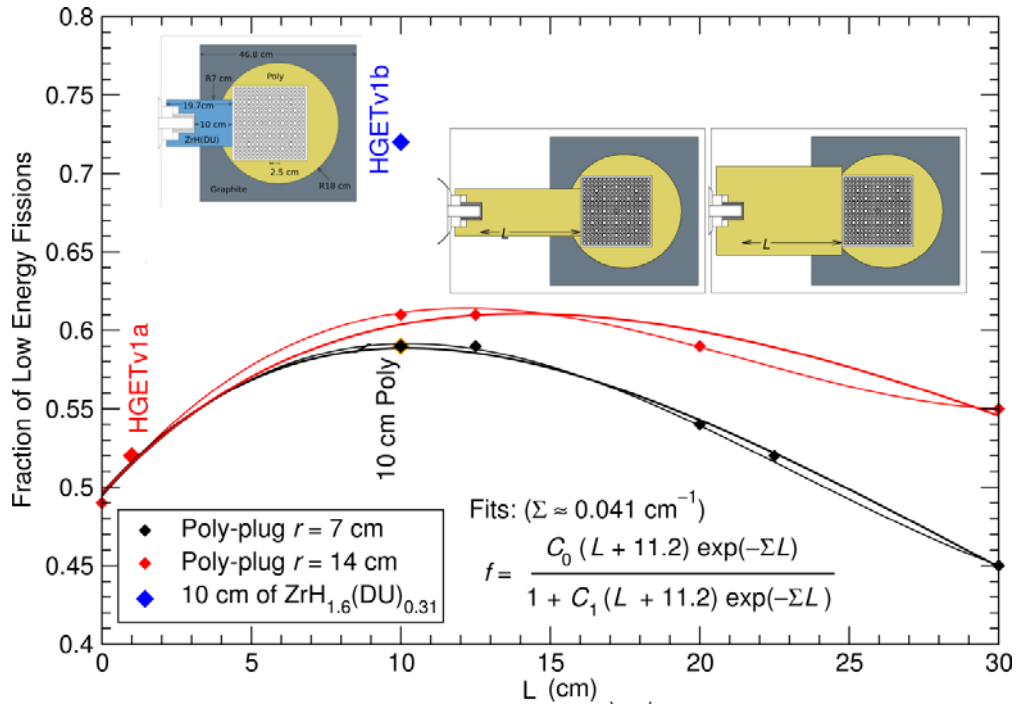 0.8
0.75
0.7
0.65
0.6
0.55
0.5
0.45
0.4
Fraction of Low Energy Fissions
46.8 cm
R7 cm
Poly
19.7cm
10 cm
ZrH(DU)
2.5 cm
R18 cm
Graphite
HGETv1b
L
L
HGETv1a
10 cm Poly
Poly-plug r = 7 cm
Poly-plug r = 14 cm
10 cm of ZrH1.6(DU)0.31
Fits: (Σ ≈ 0.041 cm⁻¹)
f = C0 (L + 11.2) exp(−ΣL)
1 + C1 (L + 11.2) exp(−ΣL)
0 5 10 15 20 25 30
L (cm)